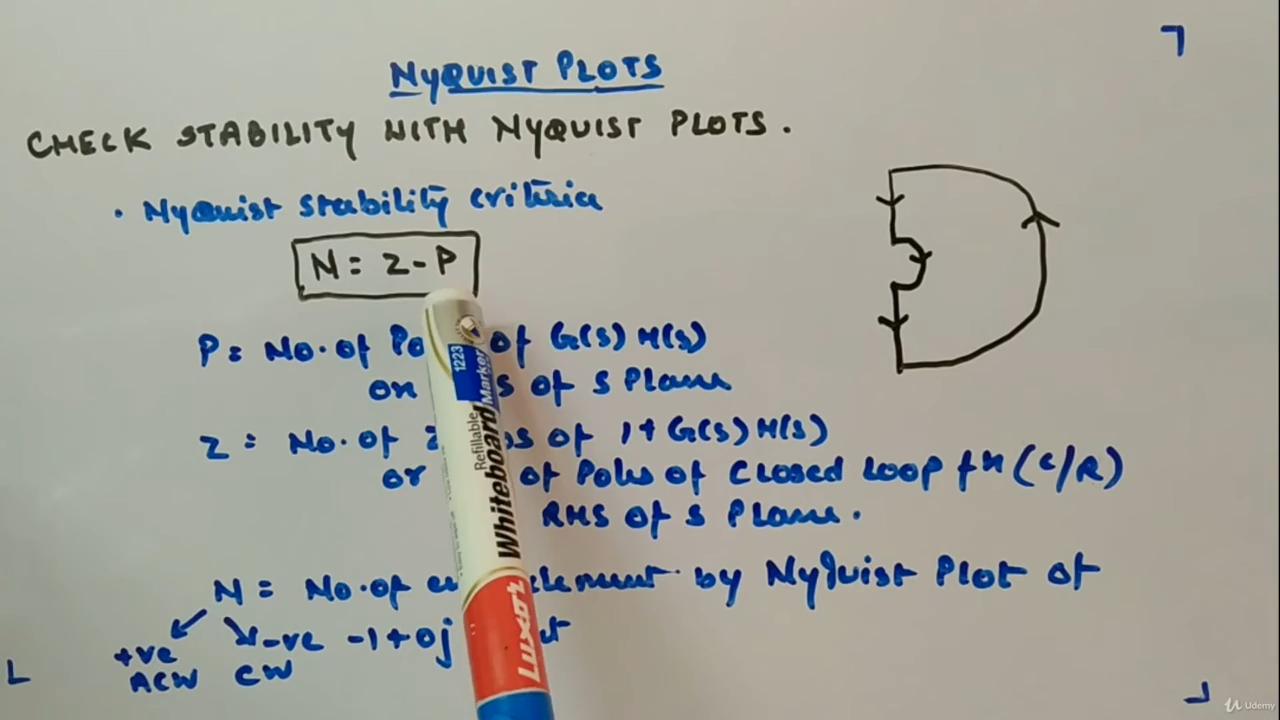 NYQUIST PLOTS
CHECK STABILITY WITH NYQUIST PLOTS.
· Nyquist stability criteria
N = Z-P
P = No. of of G(s) H(s)
on of S Plane
Z = No. of of 1+ G(s) H(s)
or of Poles of Closed Loop fn (C/R)
RHS of S Plane.
N = No. of by Nyquist Plot of
+ve -ve -1+0j
ACW CW
1223
Marker
Refillable
Whiteboard
Luxor
Udemy